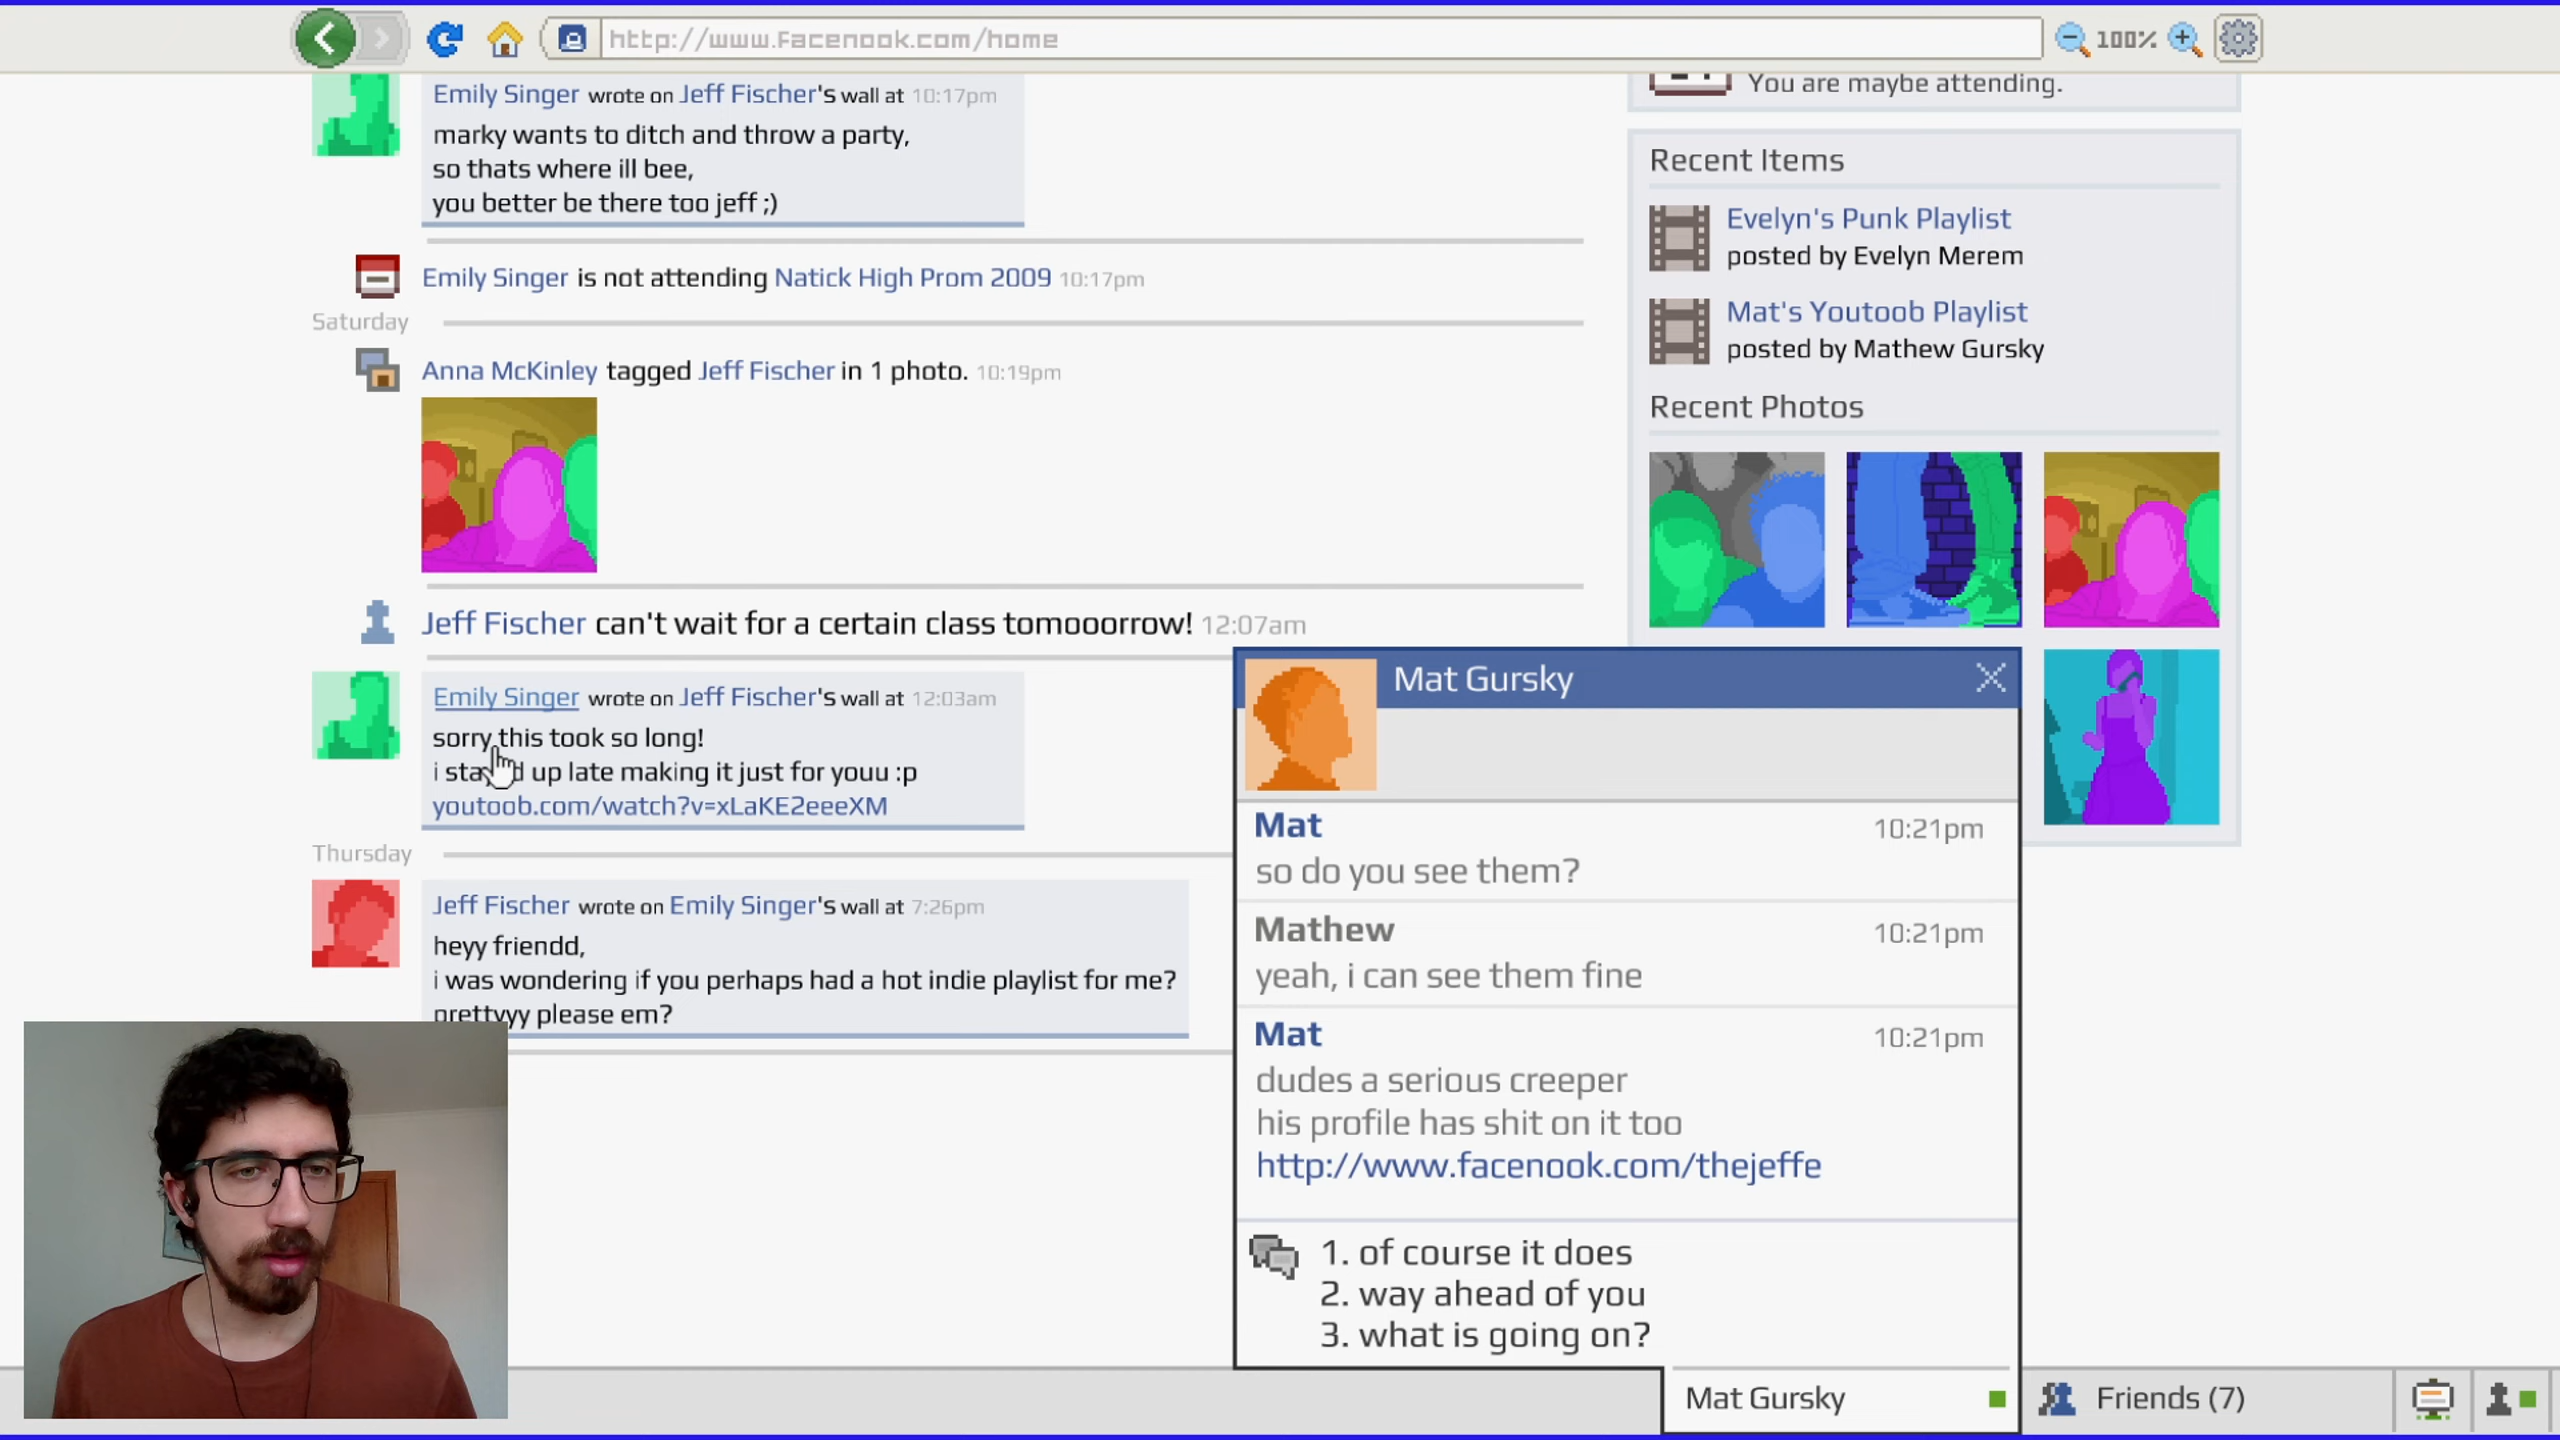 http://www.Facenook.com/home
100%
Emily Singer wrote on Jeff Fischer's wall at 10:17pm
marky wants to ditch and throw a party,
so thats where ill bee,
you better be there too jeff ;)
Emily Singer is not attending Natick High Prom 2009 10:17pm
Saturday
Anna McKinley tagged Jeff Fischer in 1 photo. 10:19pm
Jeff Fischer can't wait for a certain class tomooorrow! 12:07am
Emily Singer wrote on Jeff Fischer's wall at 12:03am
sorry this took so long!
i stayed up late making it just for youu :p
youtoob.com/watch?v=xLaKE2eeeXM
Thursday
Jeff Fischer wrote on Emily Singer's wall at 7:26pm
heyy friendd,
i was wondering if you perhaps had a hot indie playlist for me?
prettyyy please em?
You are maybe attending.
Recent Items
Evelyn's Punk Playlist
posted by Evelyn Merem
Mat's Youtoob Playlist
posted by Mathew Gursky
Recent Photos
Mat Gursky
Mat 10:21pm
so do you see them?
Mathew 10:21pm
yeah, i can see them fine
Mat 10:21pm
dudes a serious creeper
his profile has shit on it too
http://www.facenook.com/thejeffe
1. of course it does
2. way ahead of you
3. what is going on?
Mat Gursky
Friends (7)